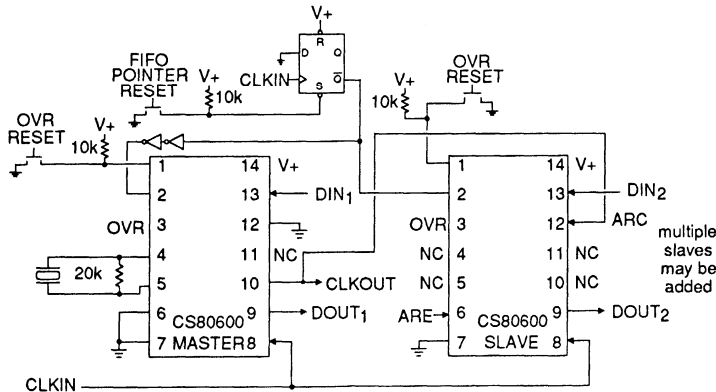 V+
R
D Q
CLKIN
S Q
FIFO
POINTER
RESET
V+
10k
OVR
RESET
V+
10k
OVR
RESET
V+
10k
1 14 V+
2 13 DIN1
OVR 3 12
4 11 NC
20k
5 10 CLKOUT
6 CS80600 9 DOUT1
7 MASTER 8
1 14 V+
2 13 DIN2
OVR 3 12 ARC
NC 4 11 NC
NC 5 10 NC
ARE 6 CS80600 9 DOUT2
7 SLAVE 8
multiple
slaves
may be
added
CLKIN